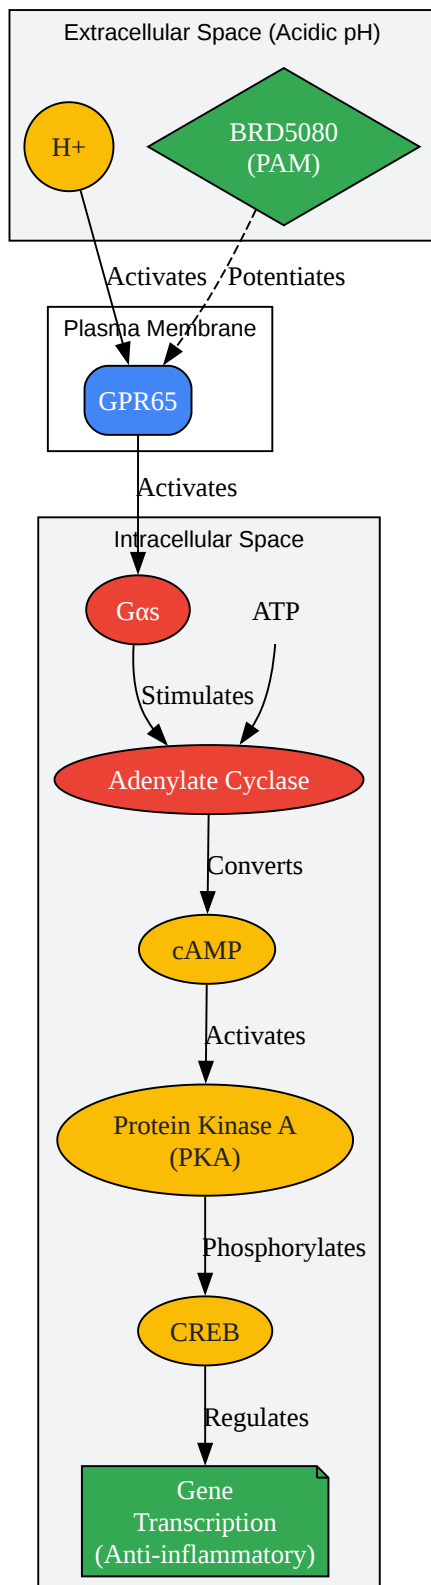 Extracellular Space (Acidic pH)
H+
BRD5080
(PAM)
Activates
Potentiates
Plasma Membrane
GPR65
Activates
Intracellular Space
Gαs
ATP
Stimulates
Adenylate Cyclase
Converts
cAMP
Activates
Protein Kinase A
(PKA)
Phosphorylates
CREB
Regulates
Gene
Transcription
(Anti-inflammatory)